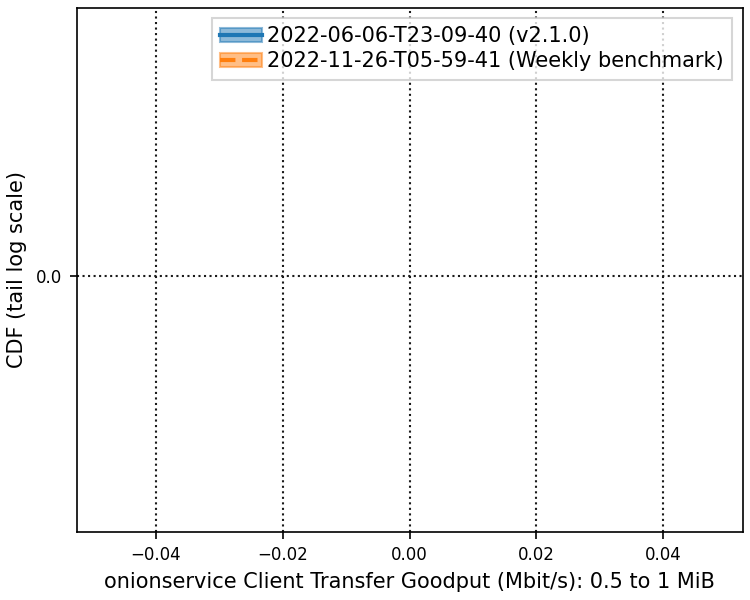 2022-06-06-T23-09-40 (v2.1.0)
2022-11-26-T05-59-41 (Weekly benchmark)
CDF (tail log scale)
0.0
−0.04
−0.02
0.00
0.02
0.04
onionservice Client Transfer Goodput (Mbit/s): 0.5 to 1 MiB